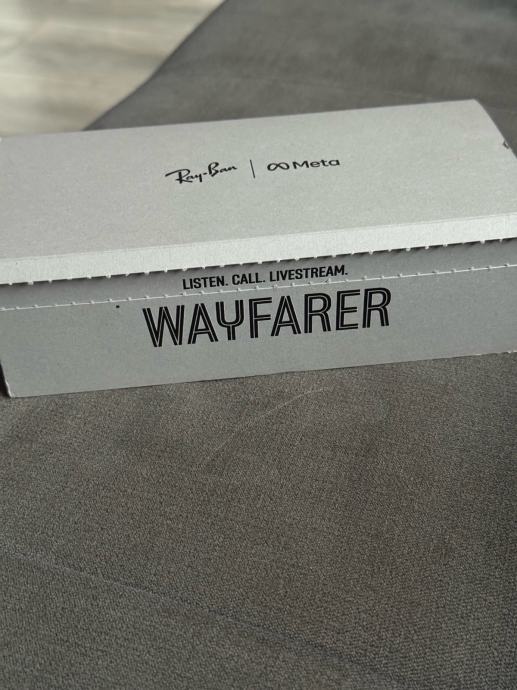 Ray-Ban | ∞ Meta
LISTEN. CALL. LIVESTREAM.
WAYFARER